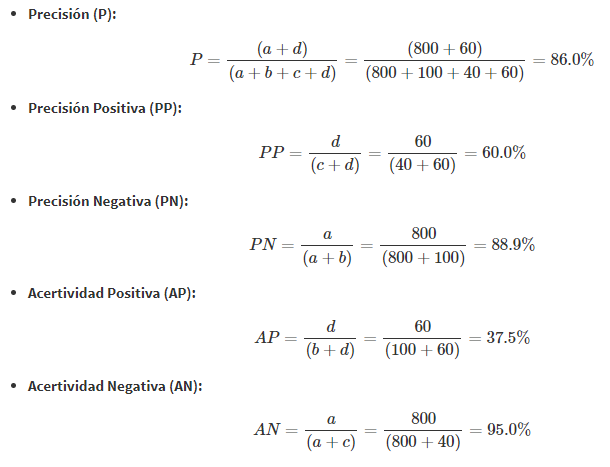 • Precisión (P):
P = (a + d) / (a + b + c + d) = (800 + 60) / (800 + 100 + 40 + 60) = 86.0%
• Precisión Positiva (PP):
PP = d / (c + d) = 60 / (40 + 60) = 60.0%
• Precisión Negativa (PN):
PN = a / (a + b) = 800 / (800 + 100) = 88.9%
• Acertividad Positiva (AP):
AP = d / (b + d) = 60 / (100 + 60) = 37.5%
• Acertividad Negativa (AN):
AN = a / (a + c) = 800 / (800 + 40) = 95.0%